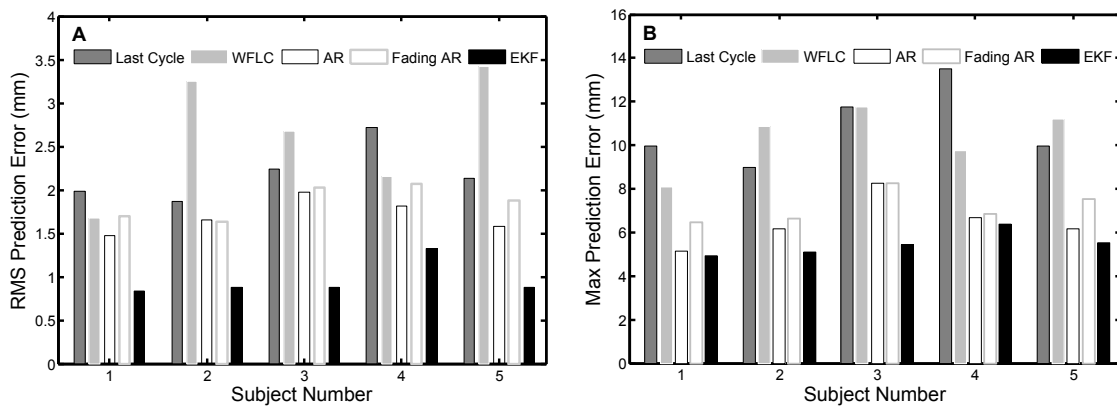 A
Last Cycle WFLC AR Fading AR EKF
RMS Prediction Error (mm)
4
3.5
3
2.5
2
1.5
1
0.5
0
1 2 3 4 5
Subject Number
B
Last Cycle WFLC AR Fading AR EKF
Max Prediction Error (mm)
16
14
12
10
8
6
4
2
0
1 2 3 4 5
Subject Number